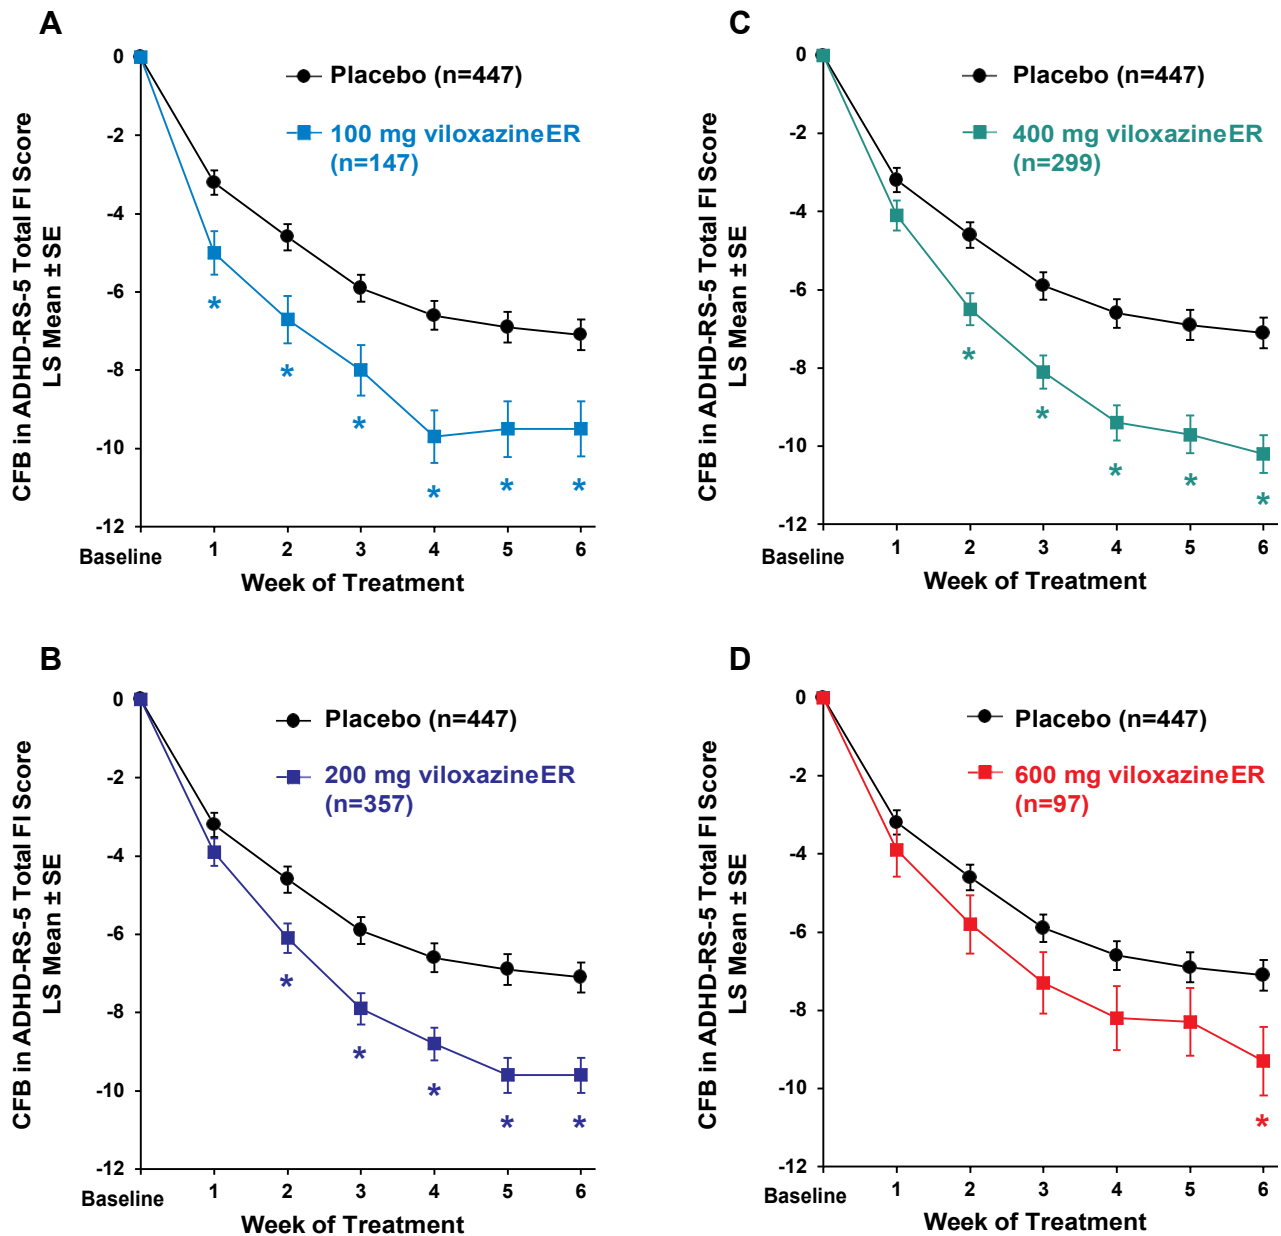 A
CFB in ADHD-RS-5 Total FI Score
LS Mean ± SE
0
-2
-4
-6
-8
-10
-12
Placebo (n=447)
100 mg viloxazine ER
(n=147)
*
*
*
*
*
*
Baseline
1
2
3
4
5
6
Week of Treatment
C
CFB in ADHD-RS-5 Total FI Score
LS Mean ± SE
0
-2
-4
-6
-8
-10
-12
Placebo (n=447)
400 mg viloxazine ER
(n=299)
*
*
*
*
*
Baseline
1
2
3
4
5
6
Week of Treatment
B
CFB in ADHD-RS-5 Total FI Score
LS Mean ± SE
0
-2
-4
-6
-8
-10
-12
Placebo (n=447)
200 mg viloxazine ER
(n=357)
*
*
*
*
*
Baseline
1
2
3
4
5
6
Week of Treatment
D
CFB in ADHD-RS-5 Total FI Score
LS Mean ± SE
0
-2
-4
-6
-8
-10
-12
Placebo (n=447)
600 mg viloxazine ER
(n=97)
*
Baseline
1
2
3
4
5
6
Week of Treatment